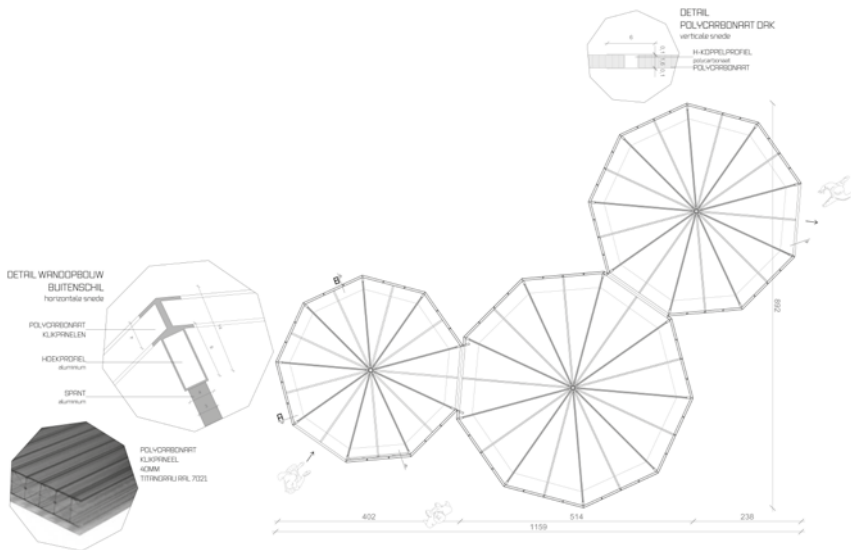 DETAIL
POLYCARBONAAT DAK
verticale snede
H-KOPPELPROFIEL
polycarbonaat
POLYCARBONAAT
DETAIL WANDOPBOUW
BUITENSCHIL
horizontale snede
POLYCARBONAAT
KLIKPANELEN
HOEKPROFIEL
aluminium
SPANT
aluminium
POLYCARBONAAT
KLIKPANEEL
40MM
TITANGRAU RAL 7021
892
402
514
238
1159